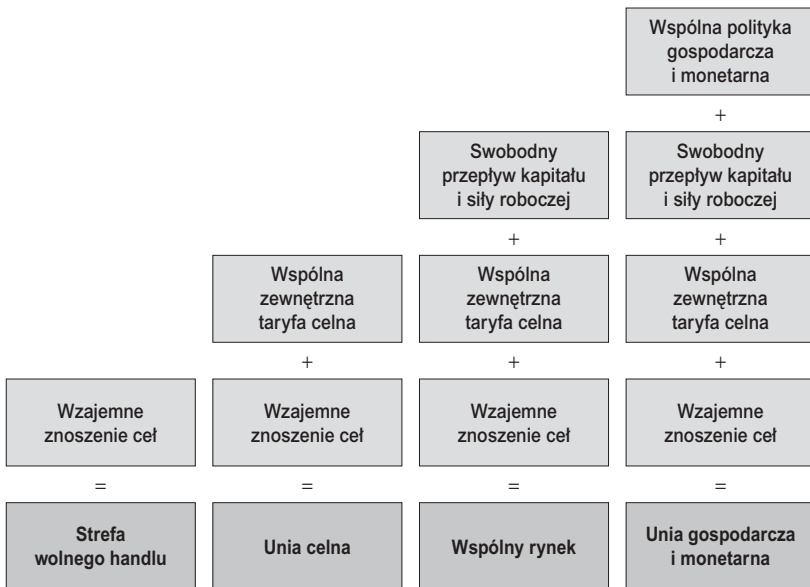 Wspólna polityka
gospodarcza
i monetarna
+
Swobodny
przepływ kapitału
i siły roboczej
Swobodny
przepływ kapitału
i siły roboczej
+
+
Wspólna
zewnętrzna
taryfa celna
Wspólna
zewnętrzna
taryfa celna
Wspólna
zewnętrzna
taryfa celna
+
+
+
Wzajemne
znoszenie ceł
Wzajemne
znoszenie ceł
Wzajemne
znoszenie ceł
Wzajemne
znoszenie ceł
=
=
=
=
Strefa
wolnego handlu
Unia celna
Wspólny rynek
Unia gospodarcza
i monetarna